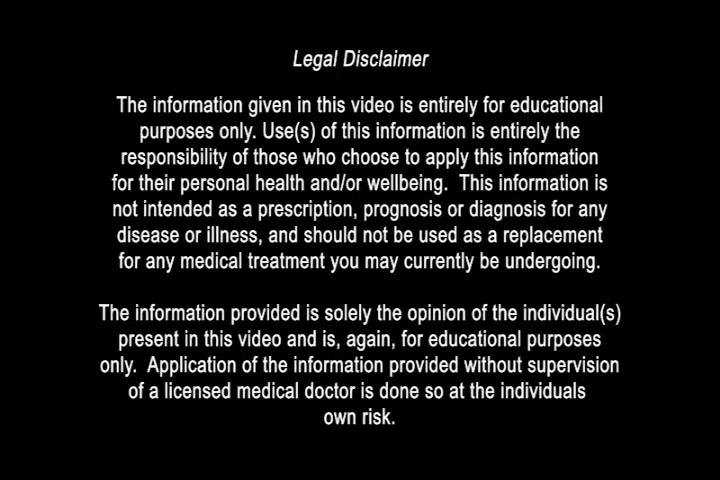 Legal Disclaimer
The information given in this video is entirely for educational
purposes only. Use(s) of this information is entirely the
responsibility of those who choose to apply this information
for their personal health and/or wellbeing.  This information is
not intended as a prescription, prognosis or diagnosis for any
disease or illness, and should not be used as a replacement
for any medical treatment you may currently be undergoing.
The information provided is solely the opinion of the individual(s)
present in this video and is, again, for educational purposes
only.  Application of the information provided without supervision
of a licensed medical doctor is done so at the individuals
own risk.